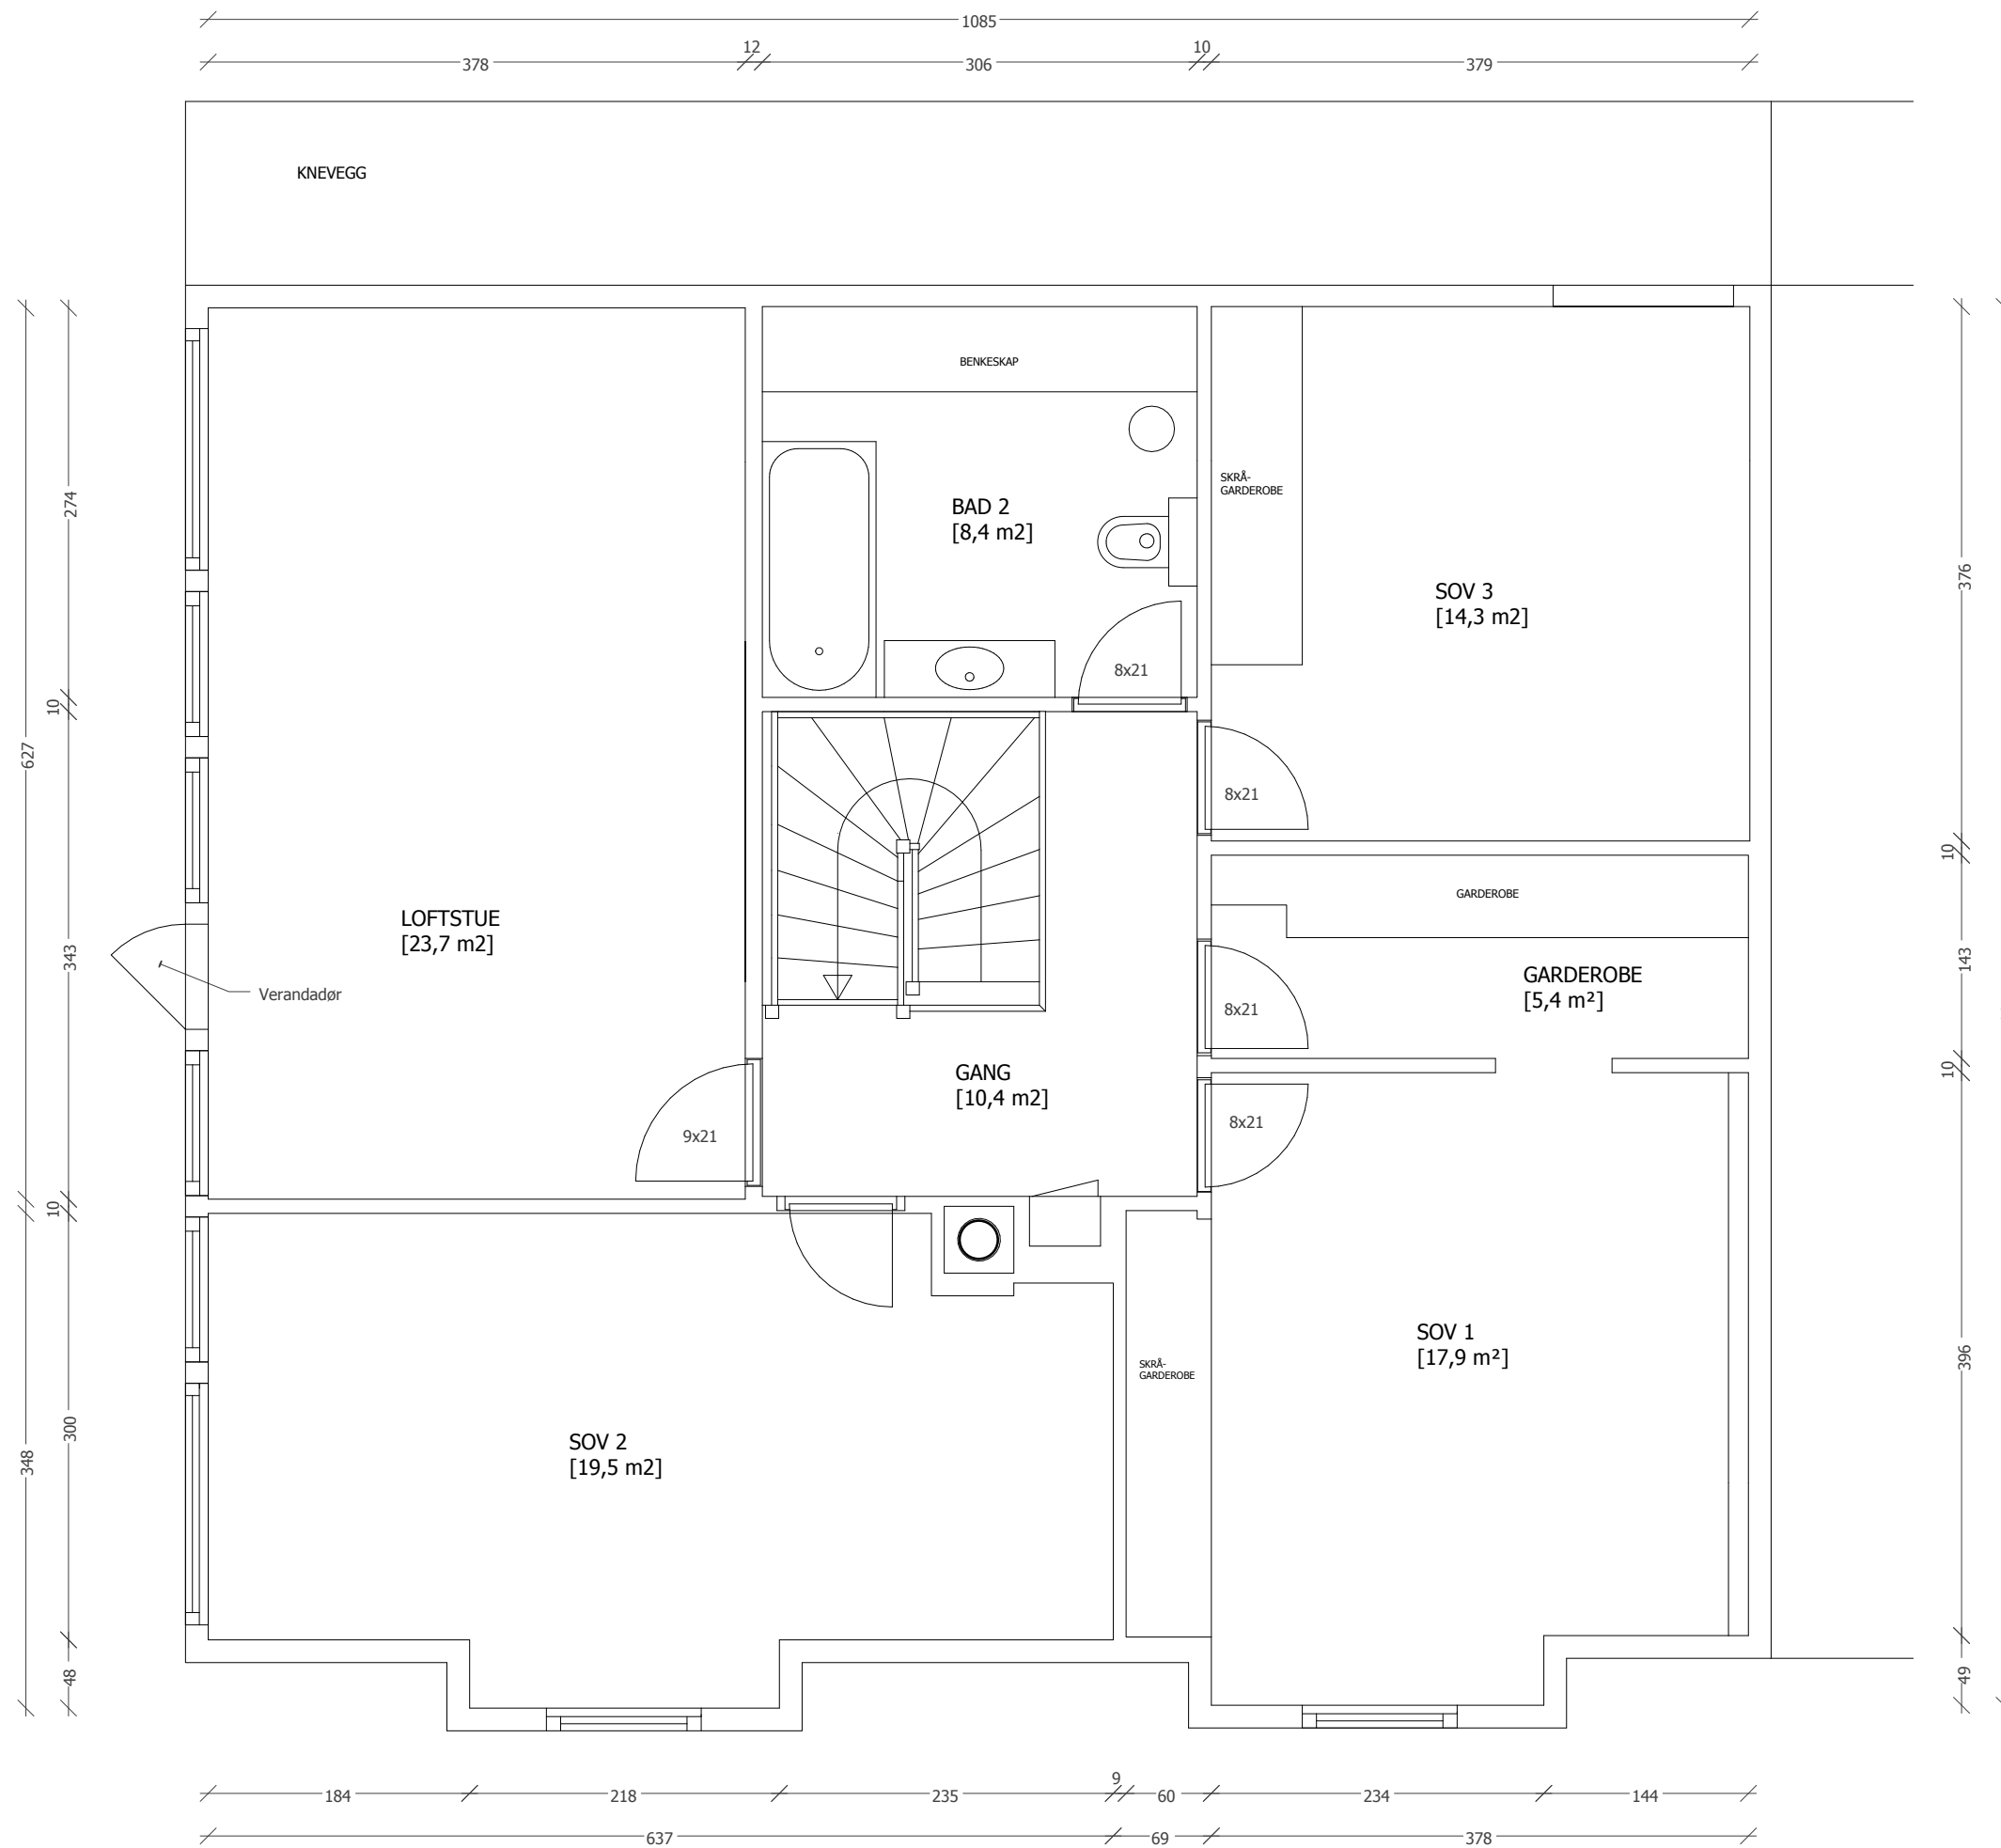 1085
12
10
378
306
379
KNEVEGG
BENKESKAP
SKRÅ-
GARDEROBE
274
BAD 2
[8,4 m2]
376
SOV 3
[14,3 m2]
8x21
10
627
8x21
10
GARDEROBE
LOFTSTUE
[23,7 m2]
343
143
GARDEROBE
[5,4 m²]
Verandadør
8x21
GANG
[10,4 m2]
10
9x21
8x21
10
SOV 1
[17,9 m²]
SKRÅ-
GARDEROBE
396
300
SOV 2
[19,5 m2]
348
48
49
9
184
218
235
60
234
144
637
69
378